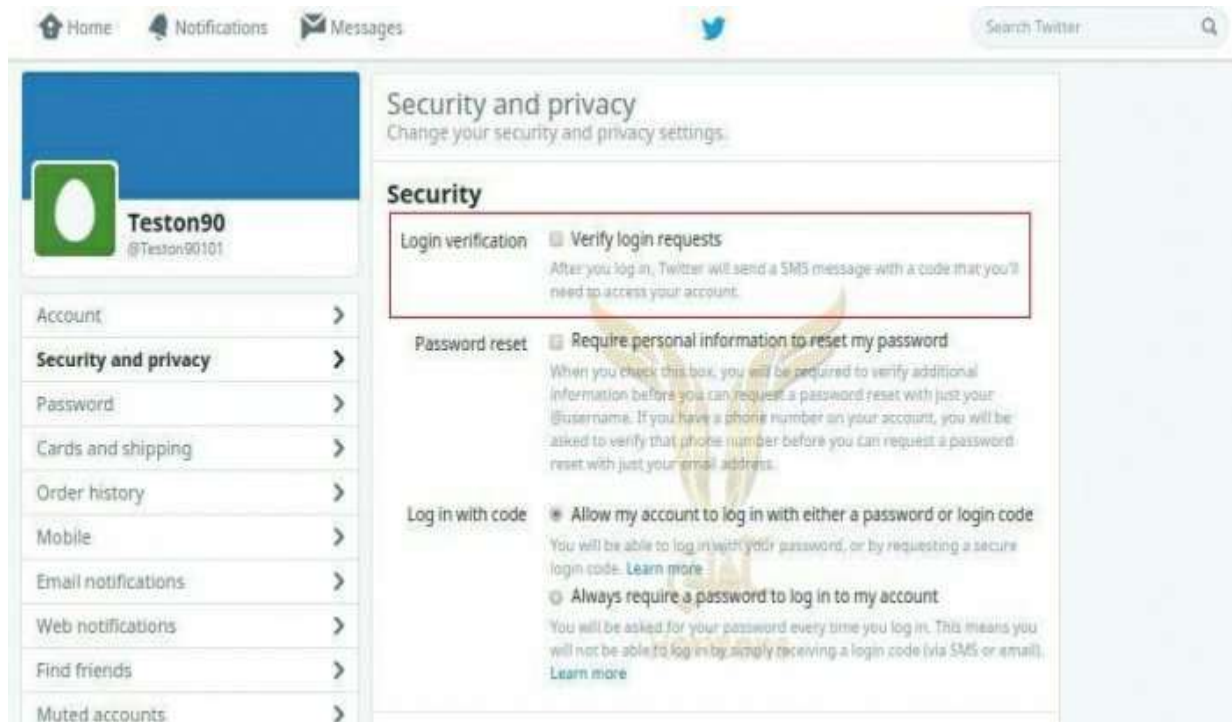 Home Notifications Messages Search Twitter
Teston90
@Teston90101
Account
Security and privacy
Password
Cards and shipping
Order history
Mobile
Email notifications
Web notifications
Find friends
Muted accounts
Security and privacy
Change your security and privacy settings.
Security
Login verification Verify login requests
After you log in, Twitter will send a SMS message with a code that you'll
need to access your account.
Password reset Require personal information to reset my password
When you check this box, you will be required to verify additional
information before you can request a password reset with just your
@username. If you have a phone number on your account, you will be
asked to verify that phone number before you can request a password
reset with just your email address.
Log in with code Allow my account to log in with either a password or login code
You will be able to log in with your password, or by requesting a secure
login code. Learn more
Always require a password to log in to my account
You will be asked for your password every time you log in. This means you
will not be able to log in by simply receiving a login code (via SMS or email).
Learn more